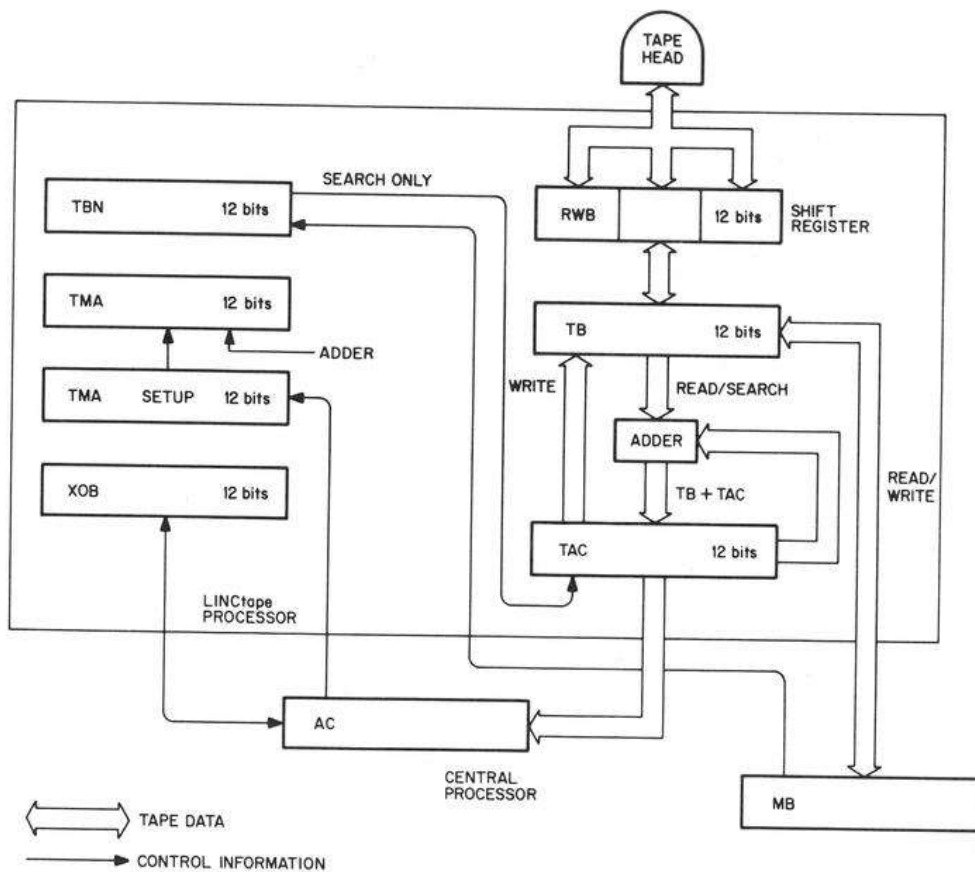 TAPE
HEAD
SEARCH ONLY
TBN 12 bits
RWB 12 bits
SHIFT
REGISTER
TMA 12 bits
TB 12 bits
ADDER
WRITE
READ/SEARCH
TMA SETUP 12 bits
ADDER
READ/
WRITE
XOB 12 bits
TB + TAC
TAC 12 bits
LINCtape
PROCESSOR
AC
CENTRAL
PROCESSOR
MB
TAPE DATA
CONTROL INFORMATION